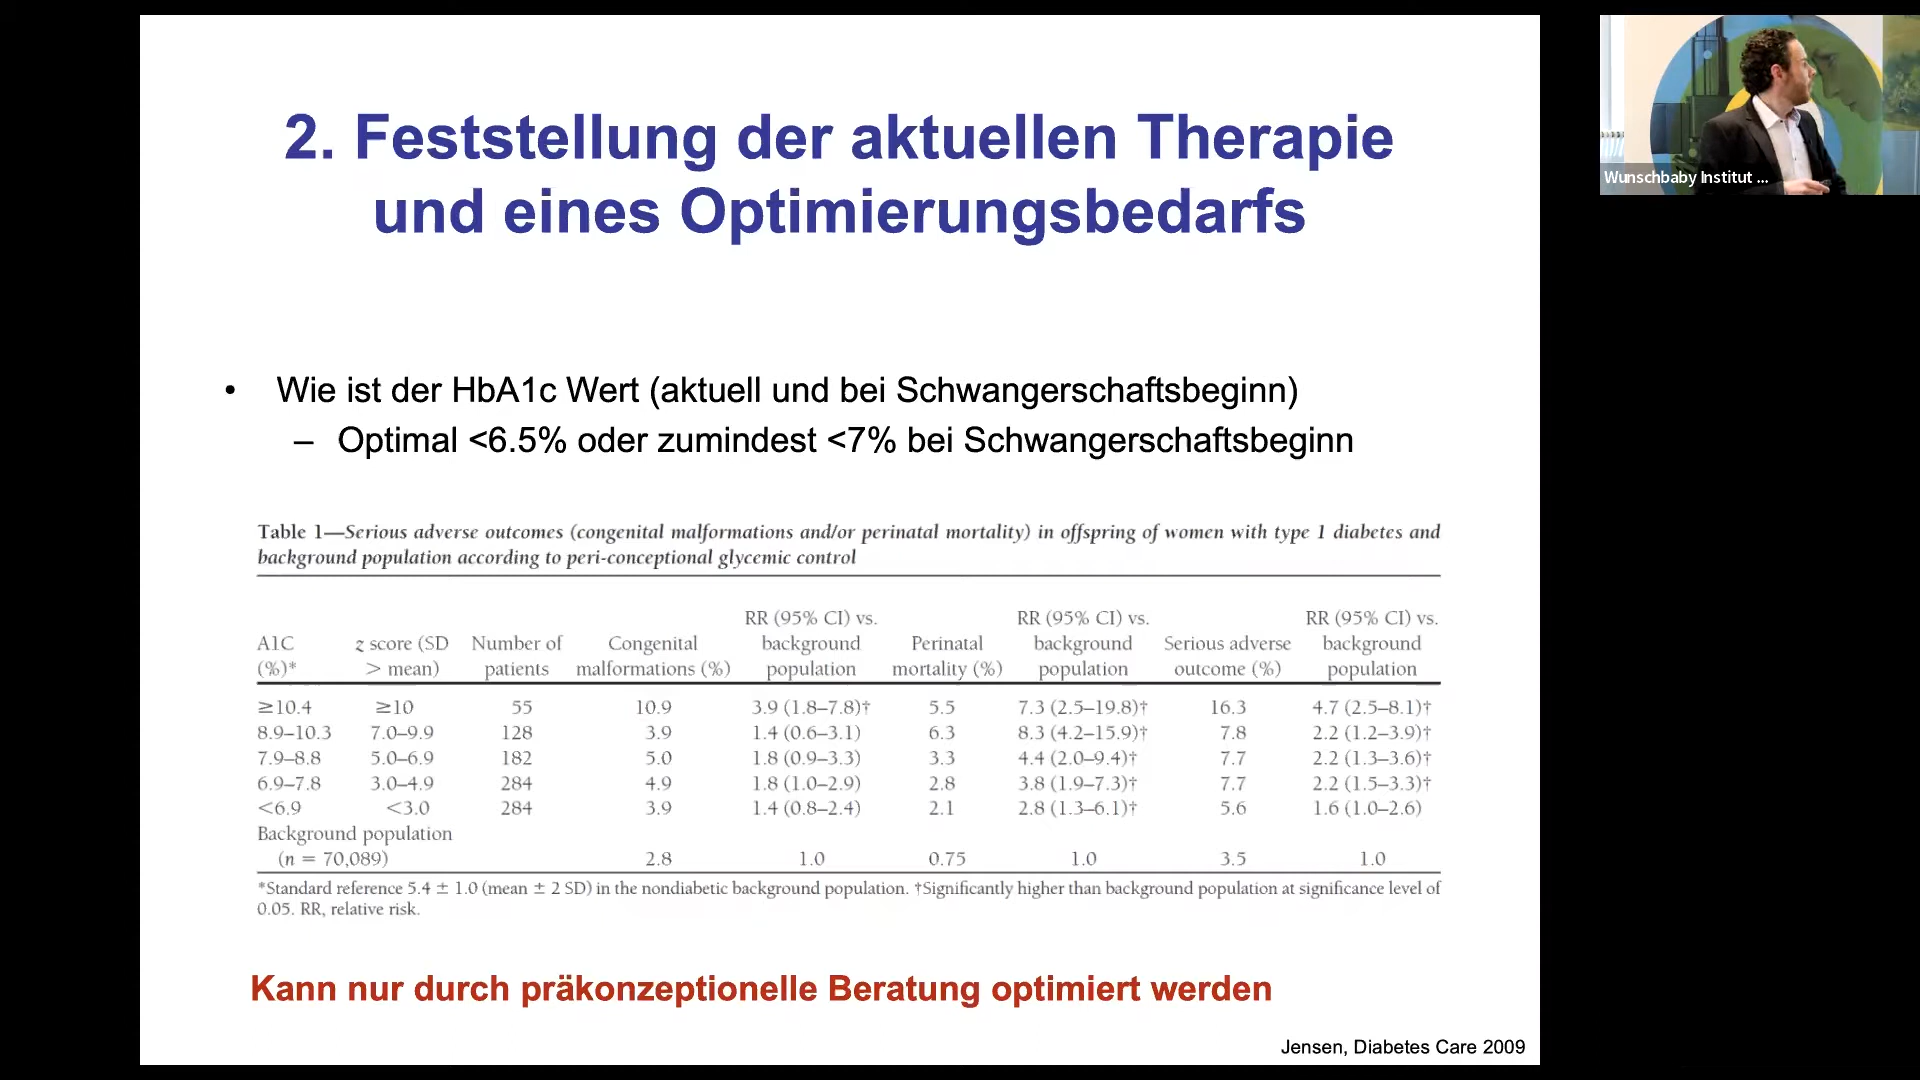 2. Feststellung der aktuellen Therapie
und eines Optimierungsbedarfs
• Wie ist der HbA1c Wert (aktuell und bei Schwangerschaftsbeginn)
– Optimal <6.5% oder zumindest <7% bei Schwangerschaftsbeginn
Table 1—Serious adverse outcomes (congenital malformations and/or perinatal mortality) in offspring of women with type 1 diabetes and
background population according to peri-conceptional glycemic control
RR (95% CI) vs. RR (95% CI) vs. RR (95% CI) vs.
A1C z score (SD Number of Congenital background Perinatal background Serious adverse background
(%)* > mean) patients malformations (%) population mortality (%) population outcome (%) population
≥10.4 ≥10 55 10.9 3.9 (1.8–7.8)† 5.5 7.3 (2.5–19.8)† 16.3 4.7 (2.5–8.1)†
8.9–10.3 7.0–9.9 128 3.9 1.4 (0.6–3.1) 6.3 8.3 (4.2–15.9)† 7.8 2.2 (1.2–3.9)†
7.9–8.8 5.0–6.9 182 5.0 1.8 (0.9–3.3) 3.3 4.4 (2.0–9.4)† 7.7 2.2 (1.3–3.6)†
6.9–7.8 3.0–4.9 284 4.9 1.8 (1.0–2.9) 2.8 3.8 (1.9–7.3)† 7.7 2.2 (1.5–3.3)†
<6.9 <3.0 284 3.9 1.4 (0.8–2.4) 2.1 2.8 (1.3–6.1)† 5.6 1.6 (1.0–2.6)
Background population
(n = 70,089) 2.8 1.0 0.75 1.0 3.5 1.0
*Standard reference 5.4 ± 1.0 (mean ± 2 SD) in the nondiabetic background population. †Significantly higher than background population at significance level of
0.05. RR, relative risk.
Kann nur durch präkonzeptionelle Beratung optimiert werden
Jensen, Diabetes Care 2009
Wunschbaby Institut ...